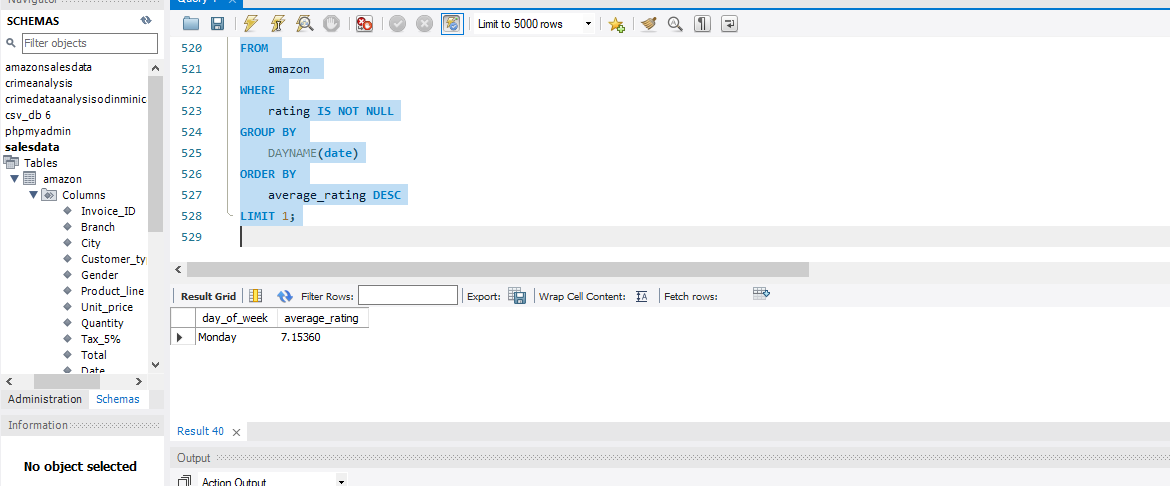 Navigator
Query 1
SCHEMAS
Filter objects
amazonsalesdata
crimeanalysis
crimedataanalysisodinminic
csv_db 6
phpmyadmin
salesdata
Tables
amazon
Columns
Invoice_ID
Branch
City
Customer_ty
Gender
Product_line
Unit_price
Quantity
Tax_5%
Total
Date
Administration Schemas
Information
No object selected
Limit to 5000 rows
520 FROM
521 amazon
522 WHERE
523 rating IS NOT NULL
524 GROUP BY
525 DAYNAME(date)
526 ORDER BY
527 average_rating DESC
528 LIMIT 1;
529
Result Grid Filter Rows: Export: Wrap Cell Content: Fetch rows:
day_of_week average_rating
Monday 7.15360
Result 40
Output
Action Output